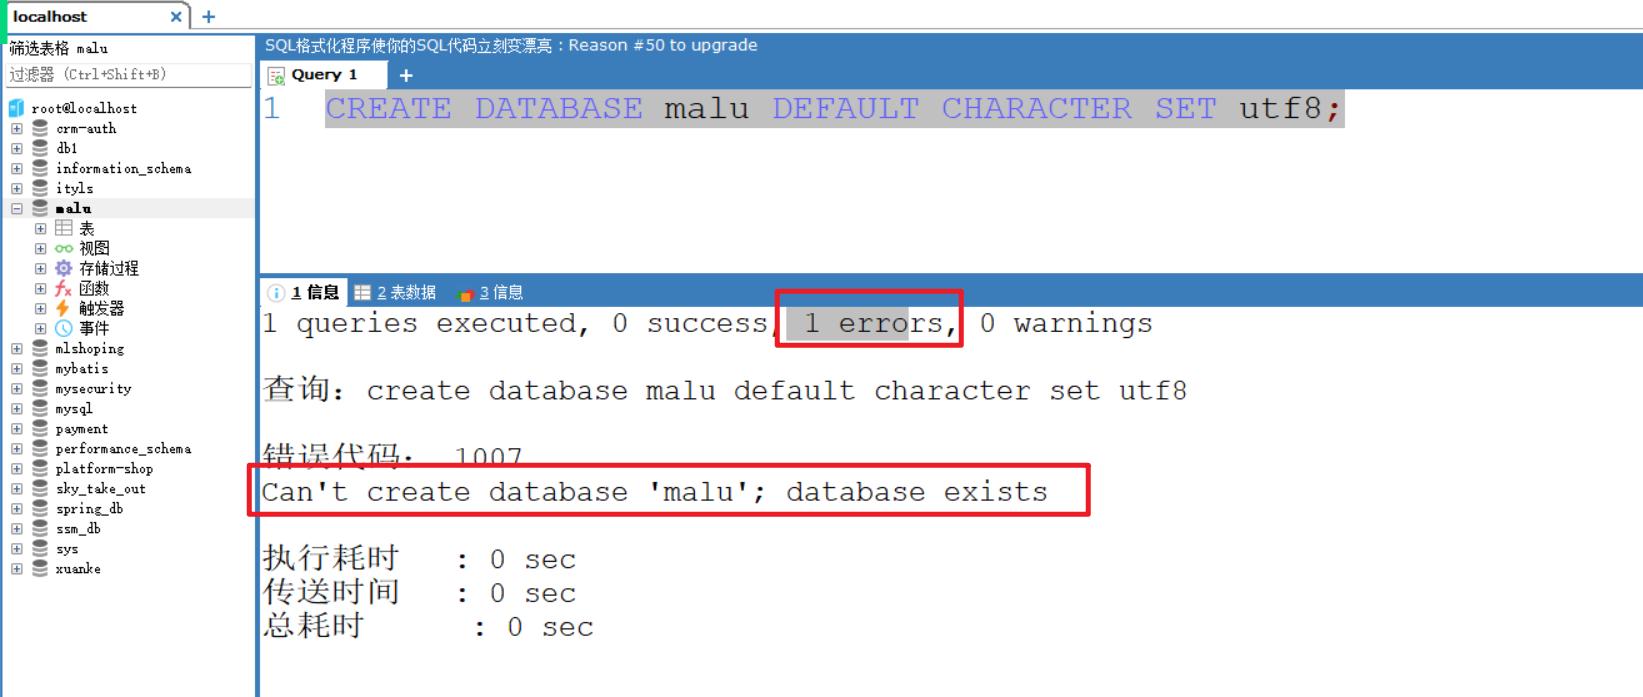 localhost
筛选表格 malu
过滤器 (Ctrl+Shift+B)
root@localhost
crm-auth
db1
information_schema
ityls
malu
表
视图
存储过程
函数
触发器
事件
mlshoping
mybatis
mysecurity
mysql
payment
performance_schema
platform-shop
sky_take_out
spring_db
ssm_db
sys
xuanke
SQL格式化程序使你的SQL代码立刻变漂亮：Reason #50 to upgrade
Query 1
1 CREATE DATABASE malu DEFAULT CHARACTER SET utf8;
1 信息 2 表数据 3 信息
1 queries executed, 0 success, 1 errors, 0 warnings
查询：create database malu default character set utf8
错误代码： 1007
Can't create database 'malu'; database exists
执行耗时 : 0 sec
传送时间 : 0 sec
总耗时 : 0 sec